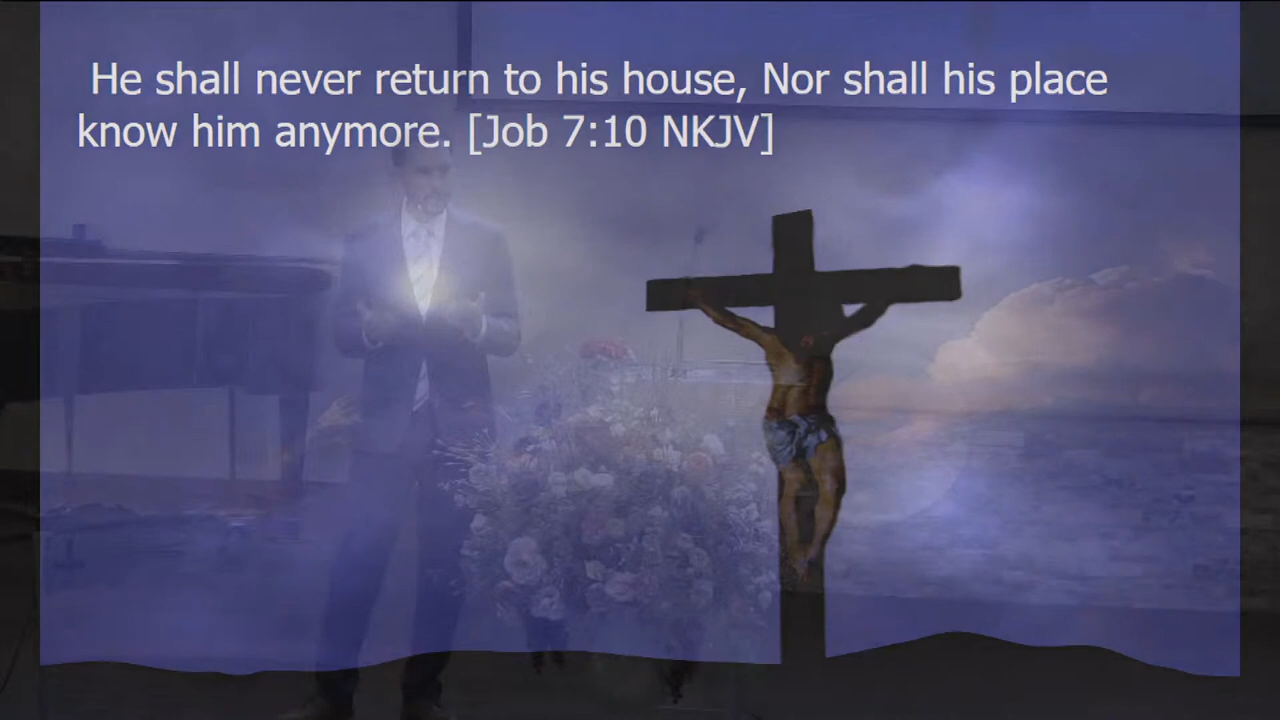 He shall never return to his house, Nor shall his place
know him anymore. [Job 7:10 NKJV]